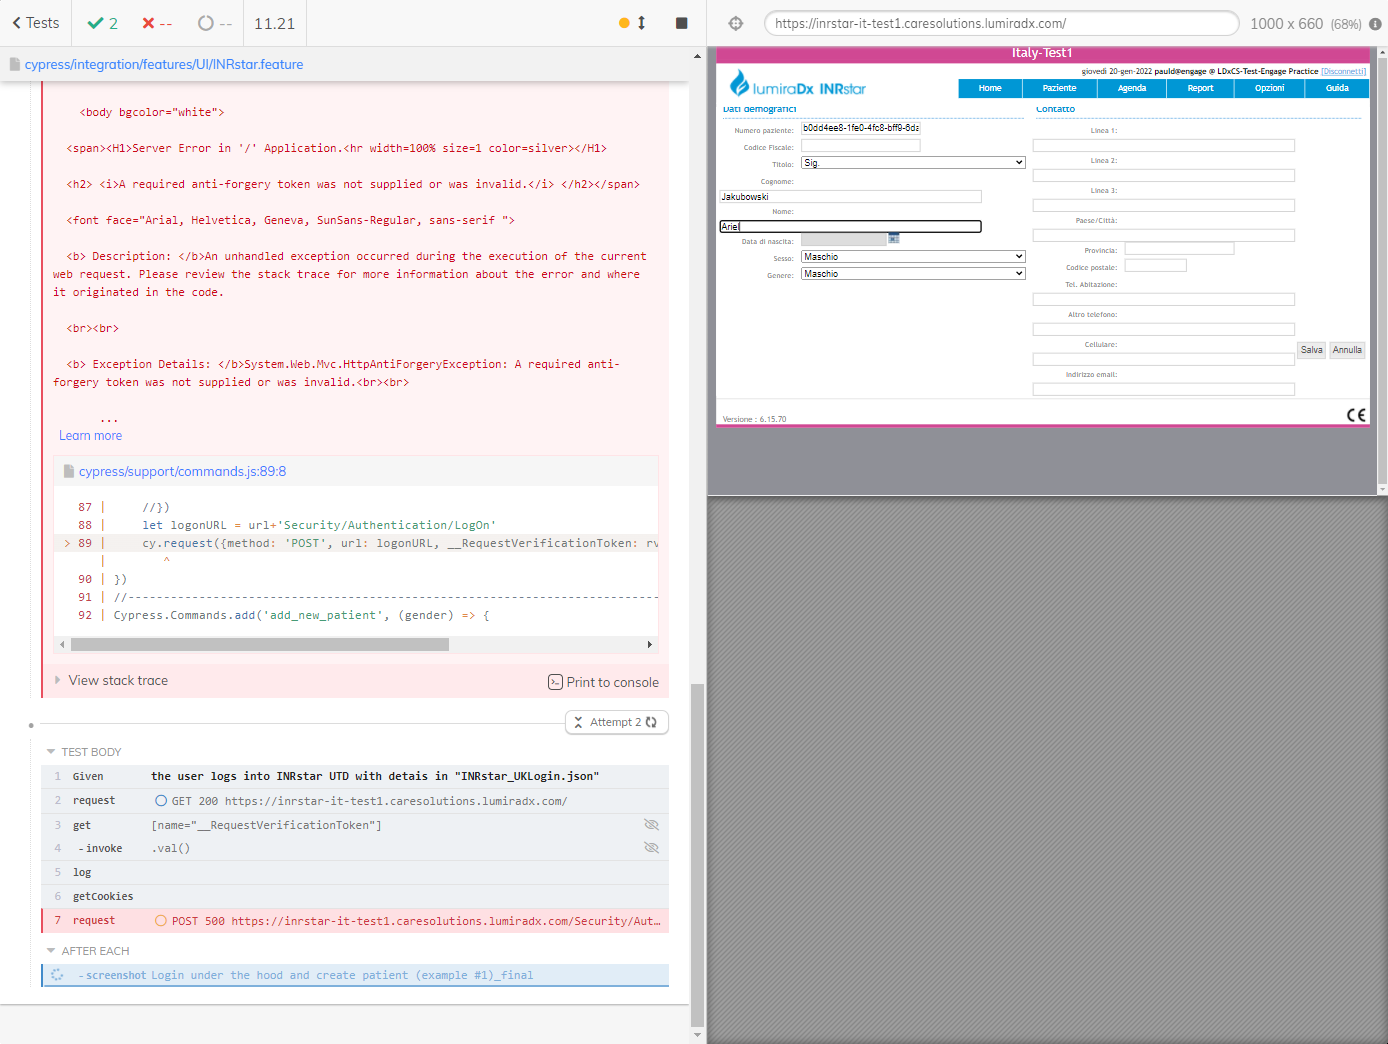 Tests
2
--
--
11.21
cypress/integration/features/UI/INRstar.feature
<body bgcolor="white">
<span><H1>Server Error in '/' Application.<hr width=100% size=1 color=silver></H1>
<h2> <i>A required anti-forgery token was not supplied or was invalid.</i> </h2></span>
<font face="Arial, Helvetica, Geneva, SunSans-Regular, sans-serif ">
<b> Description: </b>An unhandled exception occurred during the execution of the current
web request. Please review the stack trace for more information about the error and where
it originated in the code.
<br><br>
<b> Exception Details: </b>System.Web.Mvc.HttpAntiForgeryException: A required anti-
forgery token was not supplied or was invalid.<br><br>
...
Learn more
cypress/support/commands.js:89:8
87 | //})
88 | let logonURL = url+'Security/Authentication/LogOn'
> 89 | cy.request({method: 'POST', url: logonURL, __RequestVerificationToken: rv
| ^
90 | })
91 | //------------------------------------------------------------------------------
92 | Cypress.Commands.add('add_new_patient', (gender) => {
View stack trace
Print to console
Attempt 2
TEST BODY
1 Given the user logs into INRstar UTD with detais in "INRstar_UKLogin.json"
2 request GET 200 https://inrstar-it-test1.caresolutions.lumiradx.com/
3 get [name="__RequestVerificationToken"]
4 -invoke .val()
5 log
6 getCookies
7 request POST 500 https://inrstar-it-test1.caresolutions.lumiradx.com/Security/Aut…
AFTER EACH
-screenshot Login under the hood and create patient (example #1)_final
https://inrstar-it-test1.caresolutions.lumiradx.com/
1000 x 660 (68%)
Italy-Test1
giovedì 20-gen-2022 pauld@engage @ LDxCS-Test-Engage Practice [Disconnetti]
lumiraDx INRstar
Home Paziente Agenda Report Opzioni Guida
Dati demografici
Numero paziente: b0dd4ee8-1fe0-4fc8-bff9-6da
Codice Fiscale:
Titolo: Sig.
Cognome:
Jakubowski
Nome:
Ariel
Data di nascita:
Sesso: Maschio
Genere: Maschio
Contatto
Linea 1:
Linea 2:
Linea 3:
Paese/Città:
Provincia:
Codice postale:
Tel. Abitazione:
Altro telefono:
Cellulare:
Salva Annulla
Indirizzo email:
Versione : 6.15.70
CE